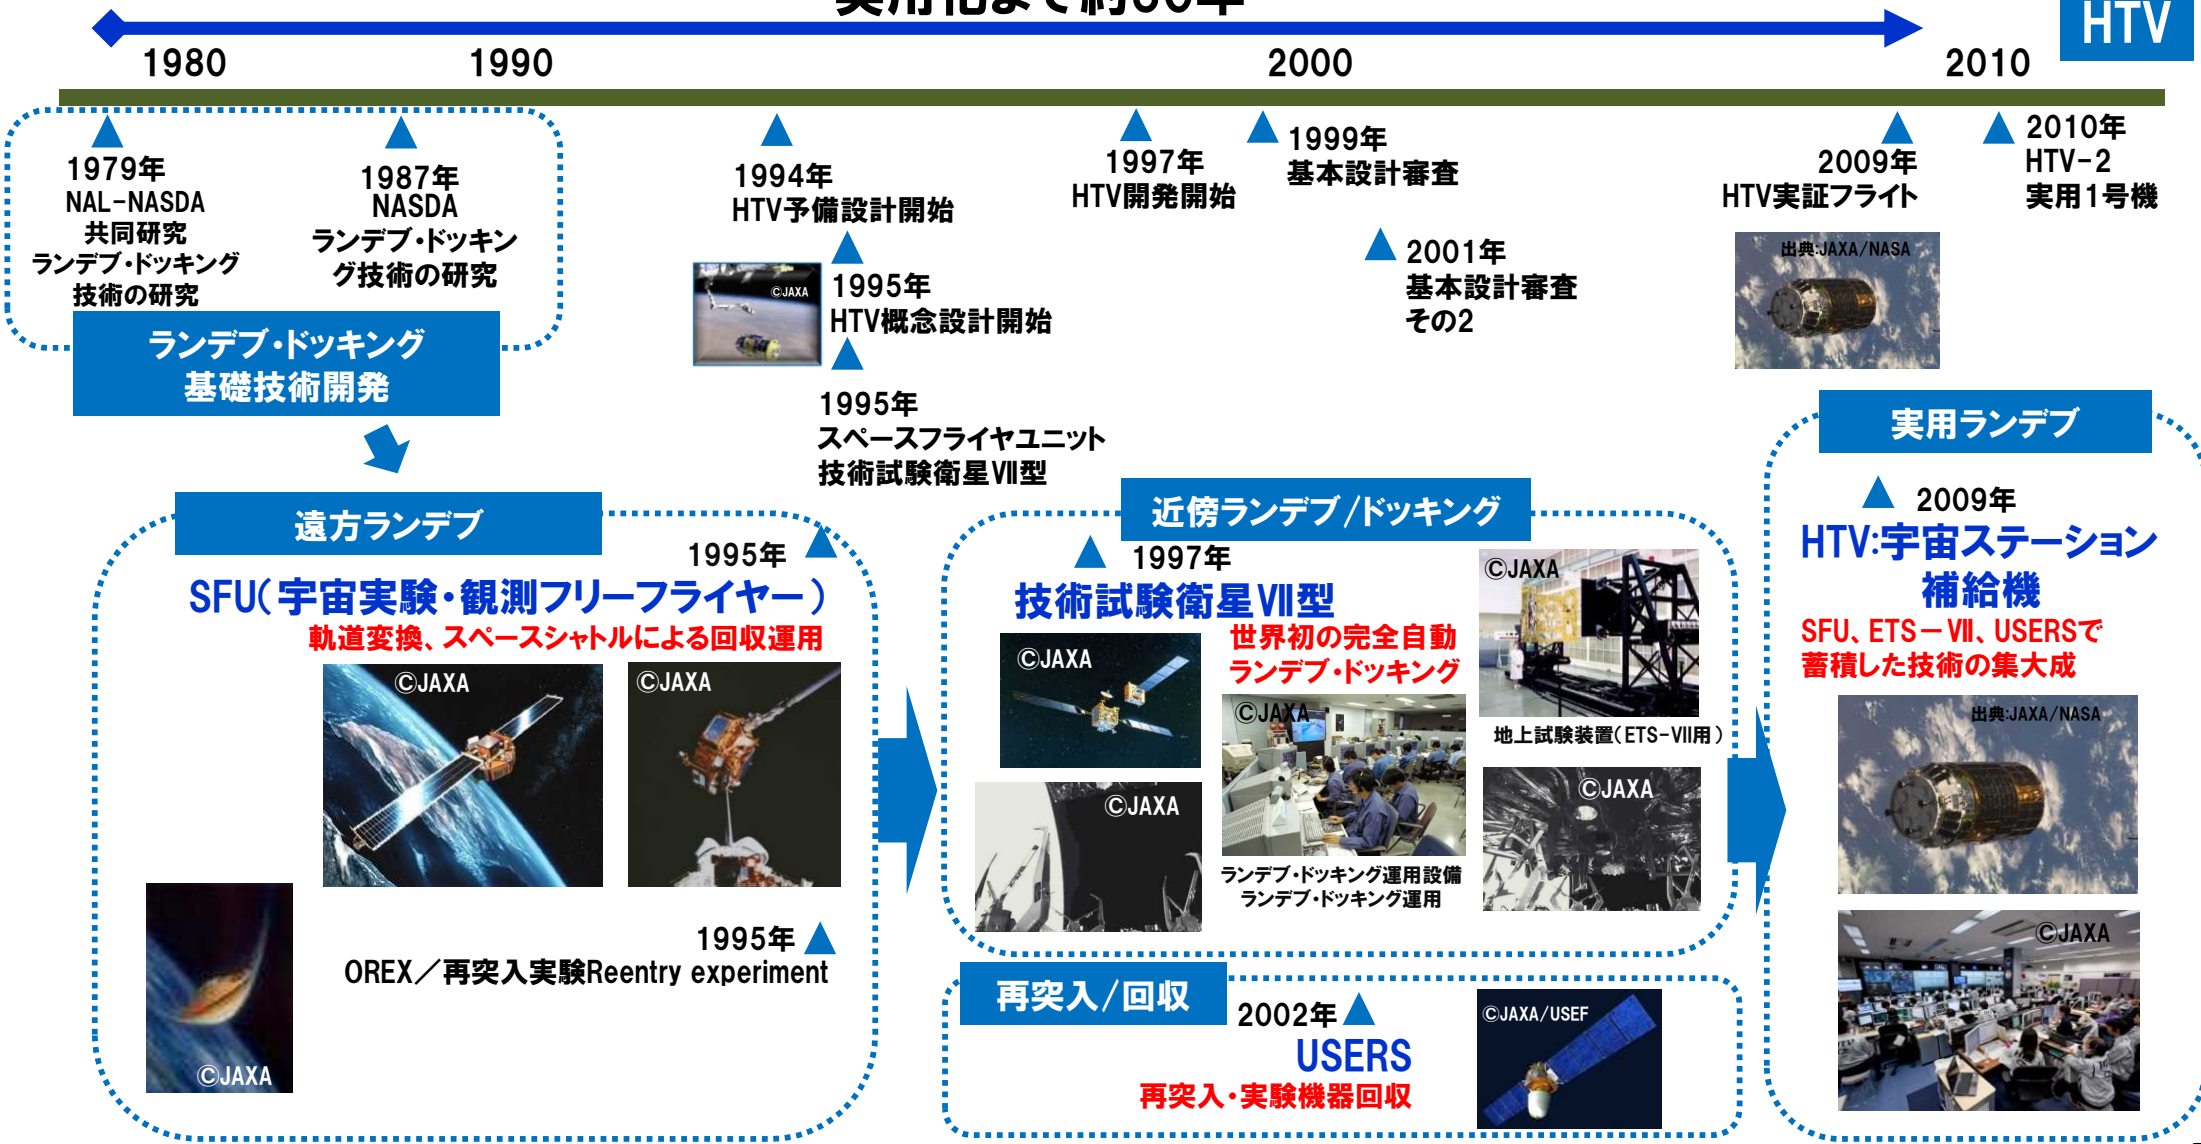 実用化まで約30年
HTV
1980
1990
2000
2010
1979年
NAL-NASDA
共同研究
ランデブ・ドッキング
技術の研究
1987年
NASDA
ランデブ・ドッキン
グ技術の研究
1994年
HTV予備設計開始
©JAXA
1995年
HTV概念設計開始
1995年
スペースフライヤユニット
技術試験衛星Ⅶ型
1997年
HTV開発開始
1999年
基本設計審査
2001年
基本設計審査
その2
2009年
HTV実証フライト
出典:JAXA/NASA
2010年
HTV-2
実用1号機
ランデブ・ドッキング
基礎技術開発
遠方ランデブ
1995年
SFU(宇宙実験・観測フリーフライヤー)
軌道変換、スペースシャトルによる回収運用
©JAXA
©JAXA
©JAXA
1995年
OREX／再突入実験Reentry experiment
近傍ランデブ/ドッキング
1997年
技術試験衛星Ⅶ型
世界初の完全自動
ランデブ・ドッキング
©JAXA
©JAXA
©JAXA
©JAXA
地上試験装置(ETS-Ⅶ用)
©JAXA
ランデブ・ドッキング運用設備
ランデブ・ドッキング運用
再突入/回収
2002年
USERS
再突入・実験機器回収
©JAXA/USEF
実用ランデブ
2009年
HTV:宇宙ステーション
補給機
SFU、ETS－Ⅶ、USERSで
蓄積した技術の集大成
出典:JAXA/NASA
©JAXA